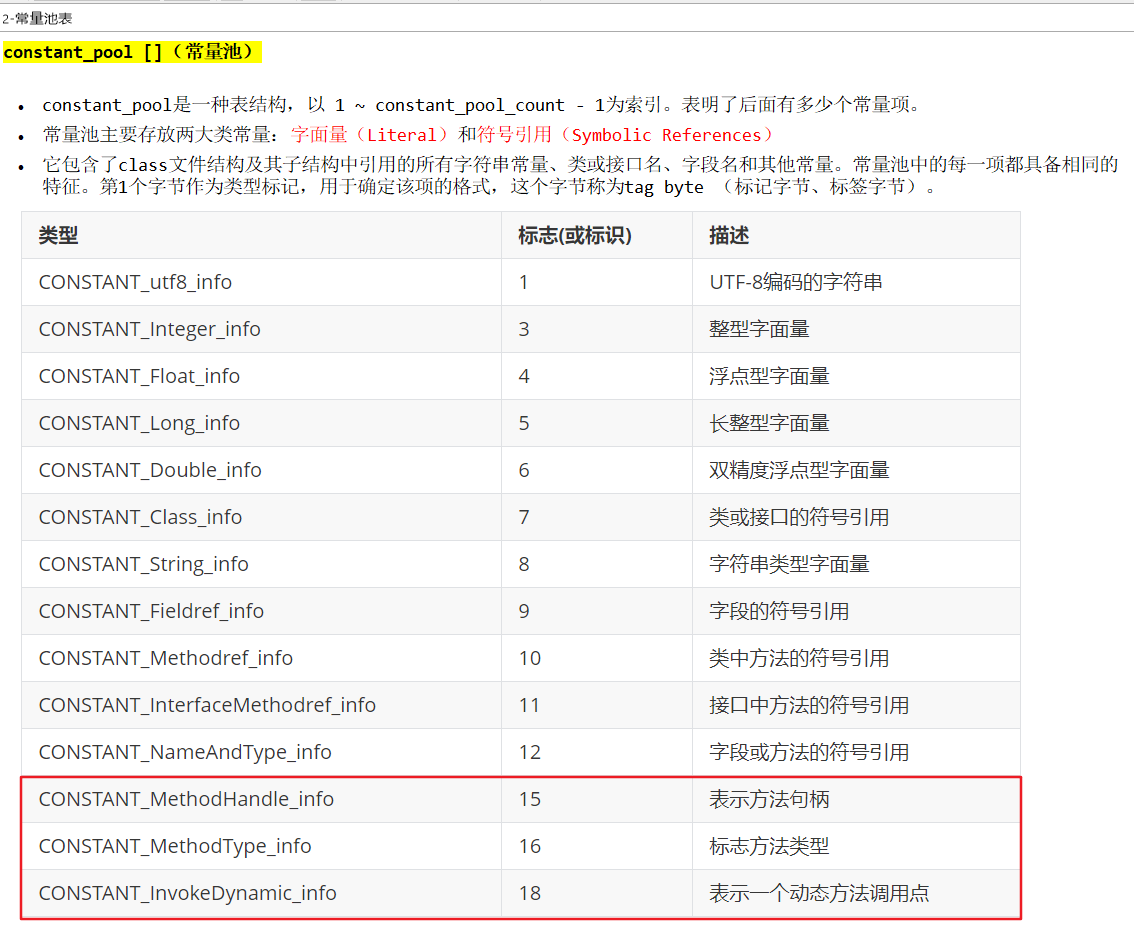 2-常量池表
constant_pool []（常量池）
• constant_pool是一种表结构，以 1 ~ constant_pool_count - 1为索引。表明了后面有多少个常量项。
• 常量池主要存放两大类常量：字面量（Literal）和符号引用（Symbolic References）
• 它包含了class文件结构及其子结构中引用的所有字符串常量、类或接口名、字段名和其他常量。常量池中的每一项都具备相同的
特征。第1个字节作为类型标记，用于确定该项的格式，这个字节称为tag byte （标记字节、标签字节）。
类型 标志(或标识) 描述
CONSTANT_utf8_info 1 UTF-8编码的字符串
CONSTANT_Integer_info 3 整型字面量
CONSTANT_Float_info 4 浮点型字面量
CONSTANT_Long_info 5 长整型字面量
CONSTANT_Double_info 6 双精度浮点型字面量
CONSTANT_Class_info 7 类或接口的符号引用
CONSTANT_String_info 8 字符串类型字面量
CONSTANT_Fieldref_info 9 字段的符号引用
CONSTANT_Methodref_info 10 类中方法的符号引用
CONSTANT_InterfaceMethodref_info 11 接口中方法的符号引用
CONSTANT_NameAndType_info 12 字段或方法的符号引用
CONSTANT_MethodHandle_info 15 表示方法句柄
CONSTANT_MethodType_info 16 标志方法类型
CONSTANT_InvokeDynamic_info 18 表示一个动态方法调用点